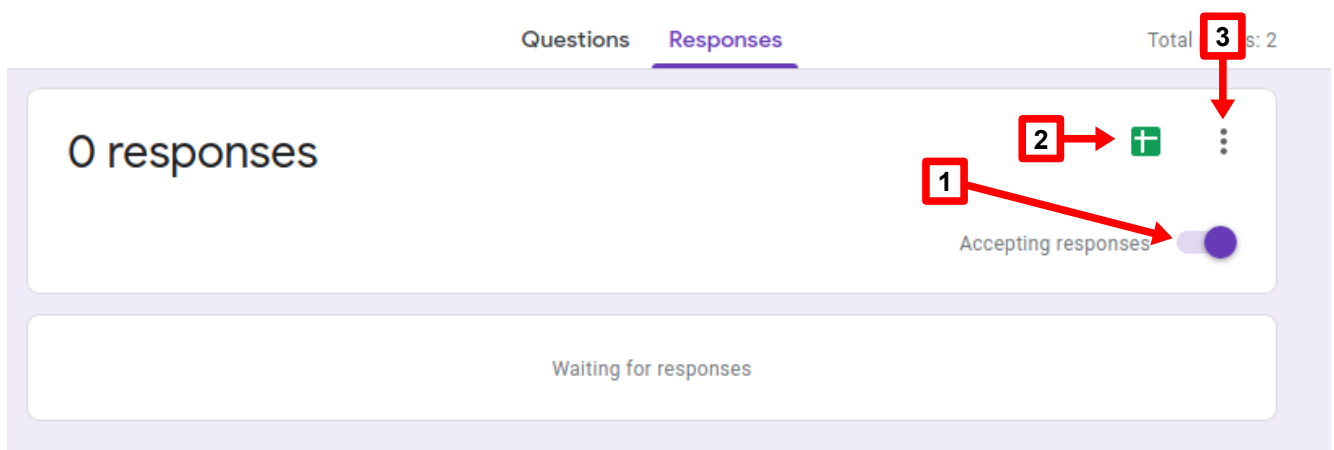 Questions Responses Total s: 2
3
0 responses
2
1
Accepting responses
Waiting for responses